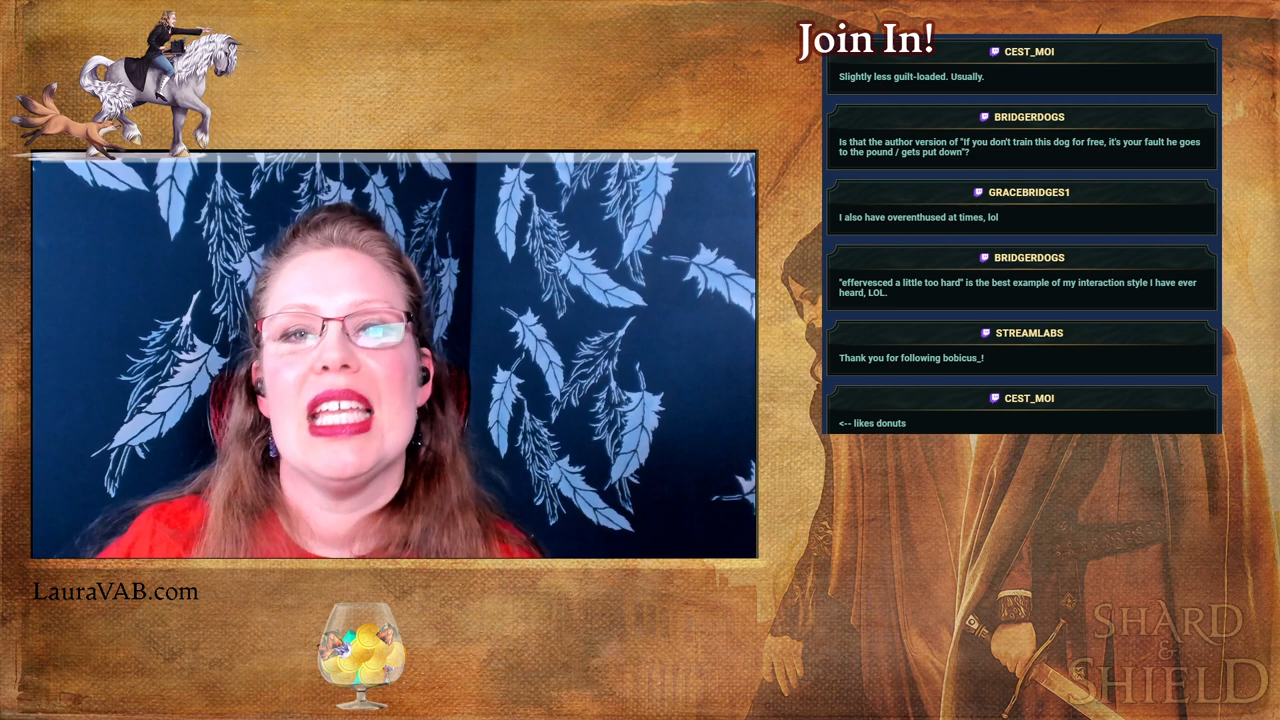 Join In!
CEST_MOI
Slightly less guilt-loaded. Usually.
BRIDGERDOGS
Is that the author version of "If you don't train this dog for free, it's your fault he goes
to the pound / gets put down"?
GRACEBRIDGES1
I also have overenthused at times, lol
BRIDGERDOGS
"effervesced a little too hard" is the best example of my interaction style I have ever
heard, LOL.
STREAMLABS
Thank you for following bobicus_!
CEST_MOI
<-- likes donuts
LauraVAB.com
SHARD
&
SHIELD